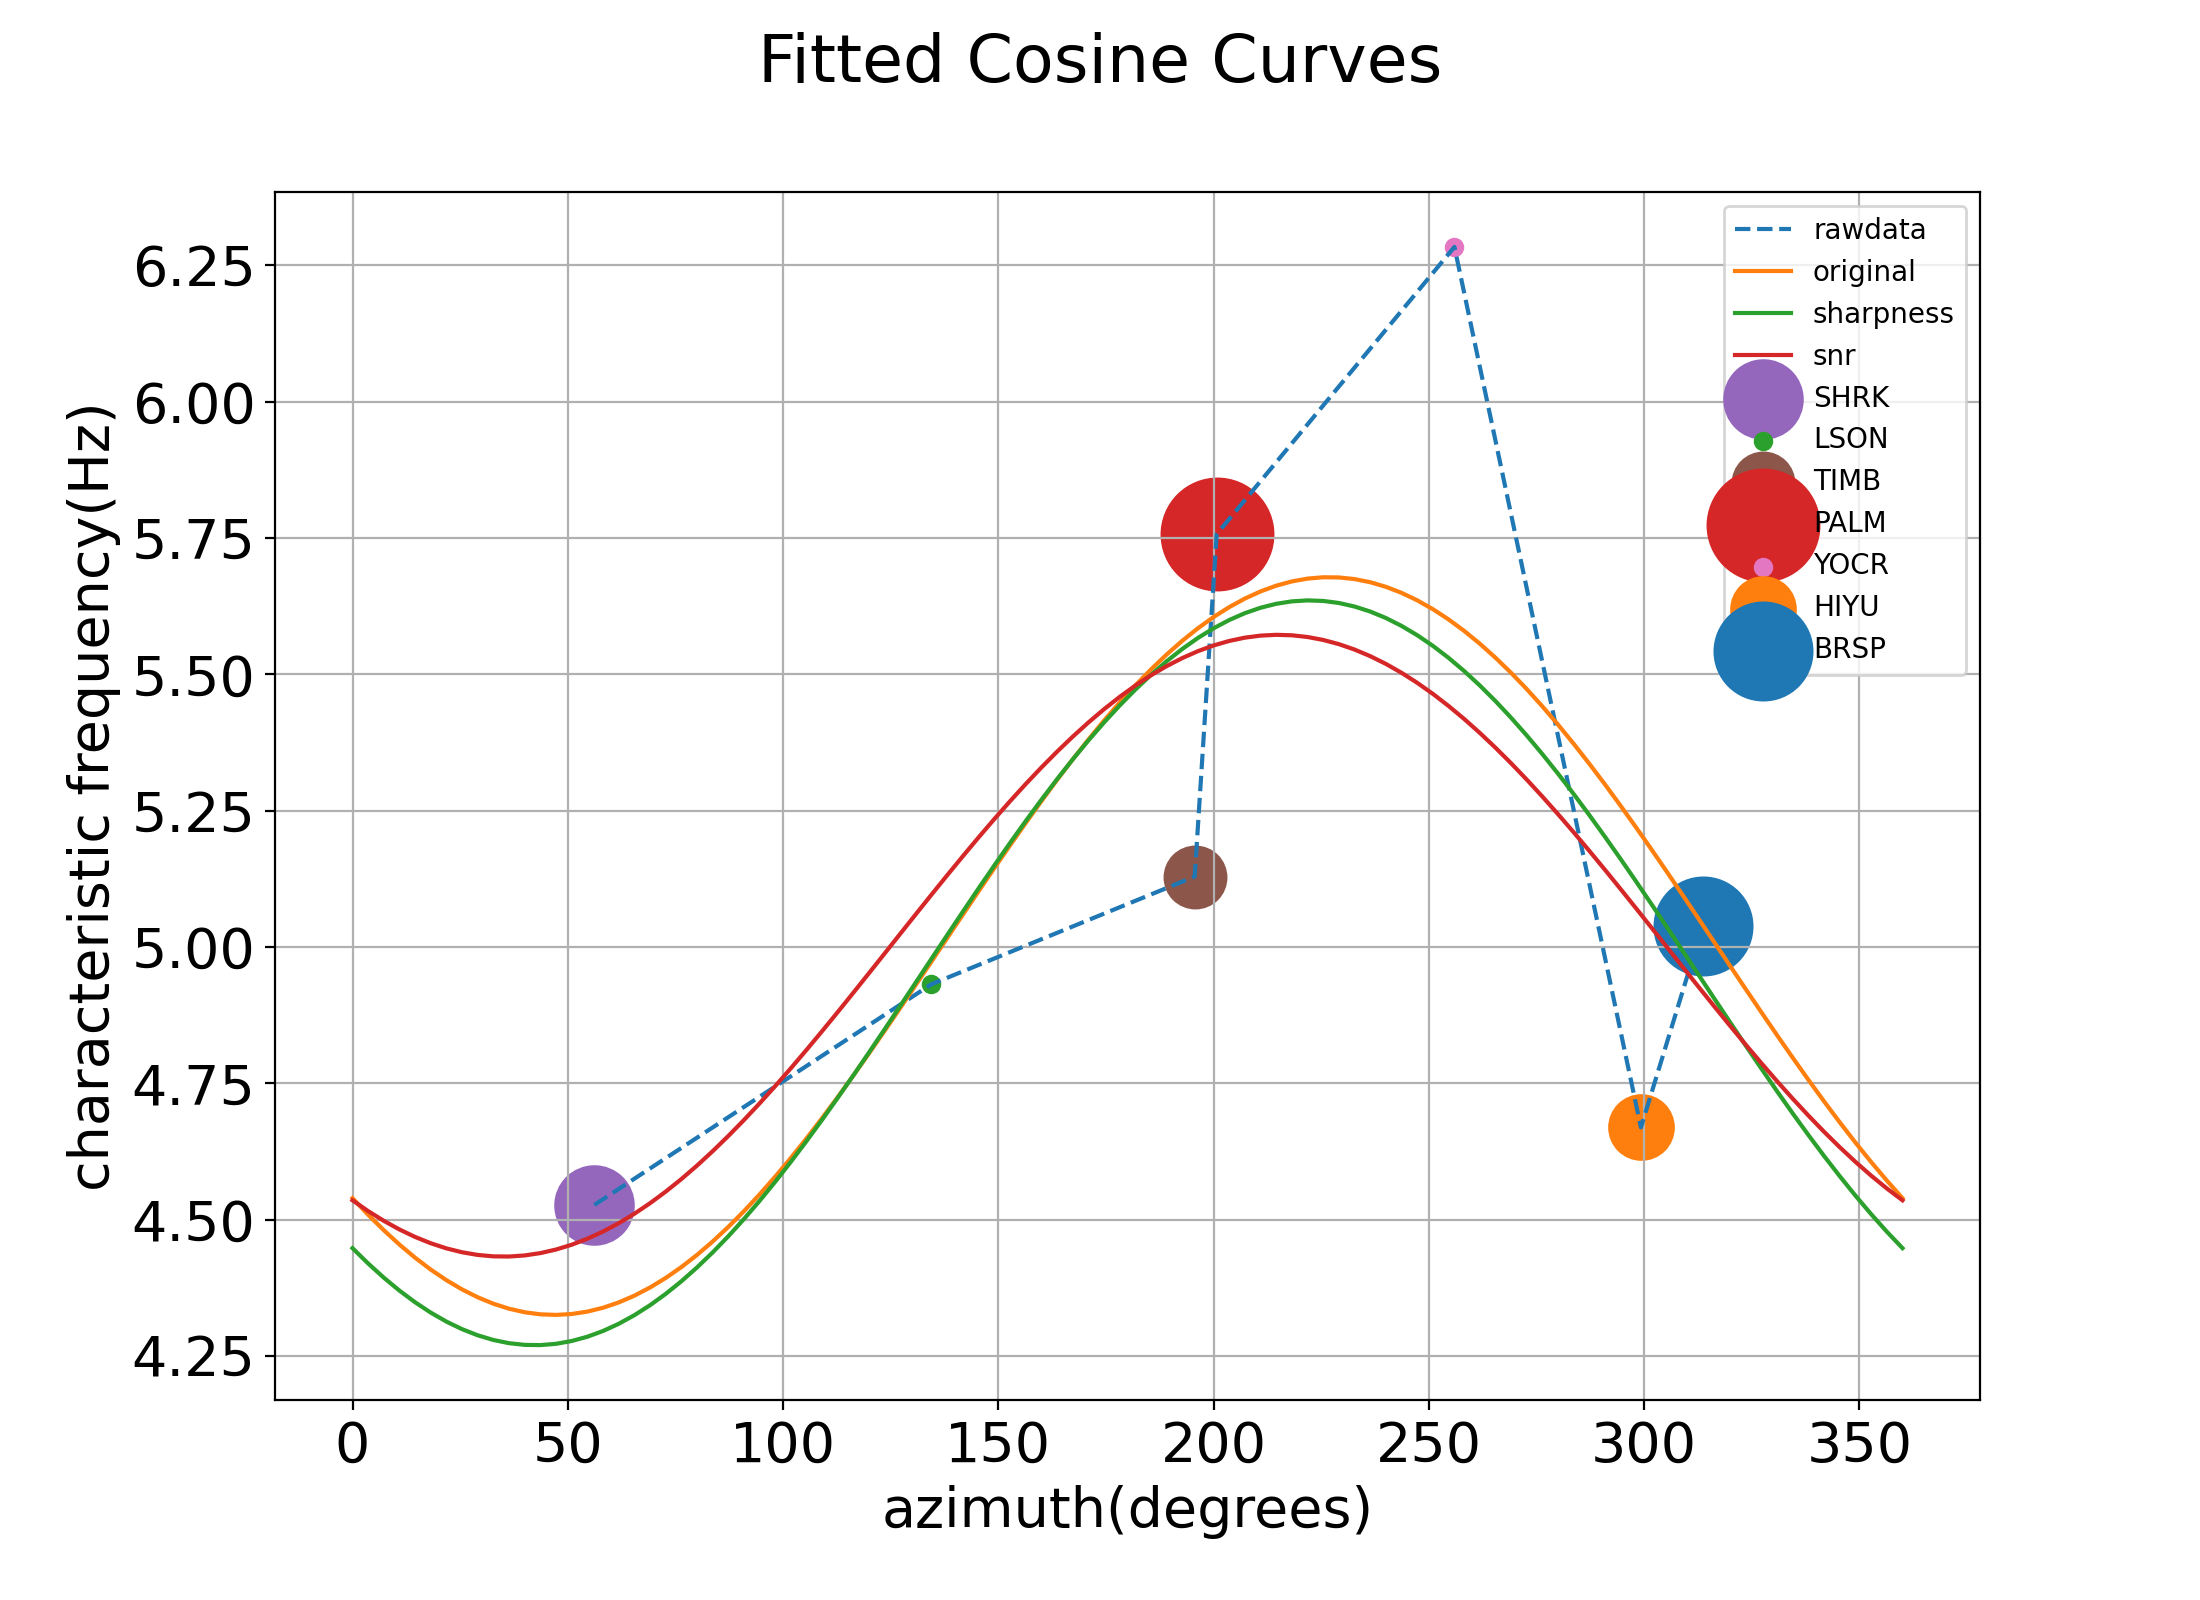 Fitted Cosine Curves
characteristic frequency(Hz)
6.25
6.00
5.75
5.50
5.25
5.00
4.75
4.50
4.25
rawdata
original
sharpness
snr
SHRK
LSON
TIMB
PALM
YOCR
HIYU
BRSP
0 50 100 150 200 250 300 350
azimuth(degrees)